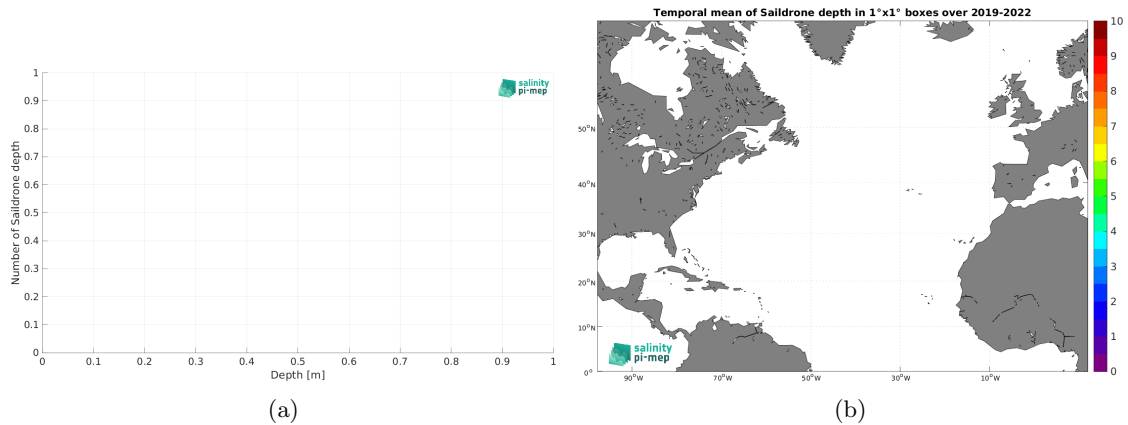 Temporal mean of Saildrone depth in 1°x1° boxes over 2019-2022
1
0.9
0.8
0.7
0.6
0.5
0.4
0.3
0.2
0.1
0
Number of Saildrone depth
salinity
pi-mep
0 0.1 0.2 0.3 0.4 0.5 0.6 0.7 0.8 0.9 1
Depth [m]
(a)
50°N
40°N
30°N
20°N
10°N
0°
salinity
pi-mep
90°W 70°W 50°W 30°W 10°W
10
9
8
7
6
5
4
3
2
1
0
(b)